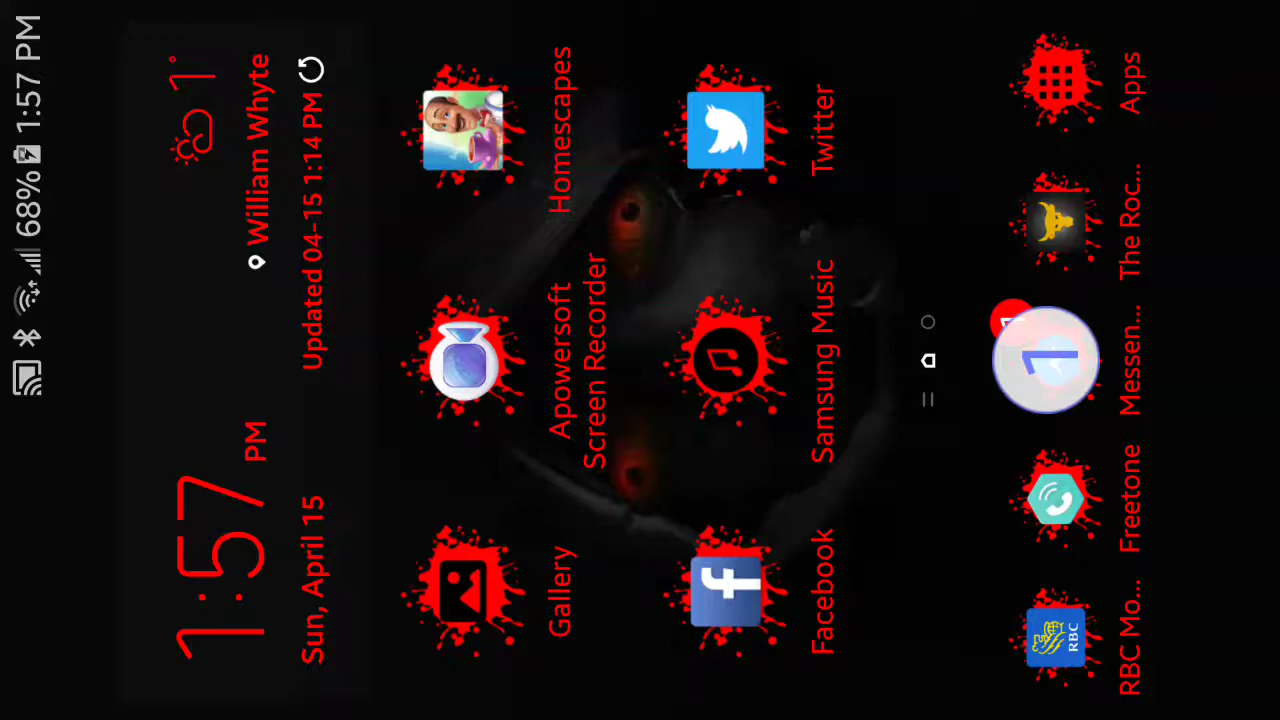 68% 1:57 PM
1:57 PM
1°
William Whyte
Sun, April 15
Updated 04-15 1:14 PM
Gallery
Apowersoft
Screen Recorder
Homescapes
f
Facebook
Samsung Music
Twitter
1
RBC
RBC Mo...
Freetone
Messen...
The Roc...
Apps